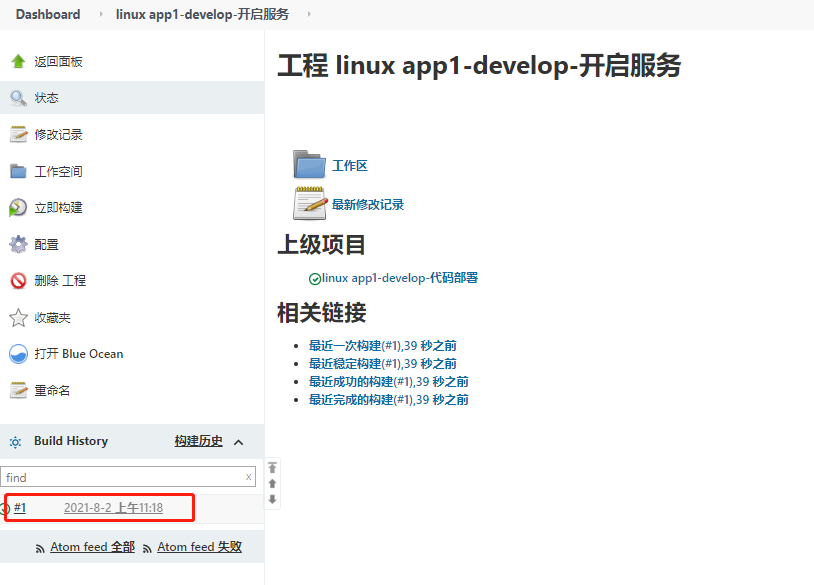 Dashboard linux app1-develop-开启服务
返回面板
状态
修改记录
工作空间
立即构建
配置
删除 工程
收藏夹
打开 Blue Ocean
重命名
Build History 构建历史
find x
#1 2021-8-2 上午11:18
Atom feed 全部 Atom feed 失败
工程 linux app1-develop-开启服务
工作区
最新修改记录
上级项目
linux app1-develop-代码部署
相关链接
最近一次构建(#1),39 秒之前
最近稳定构建(#1),39 秒之前
最近成功的构建(#1),39 秒之前
最近完成的构建(#1),39 秒之前